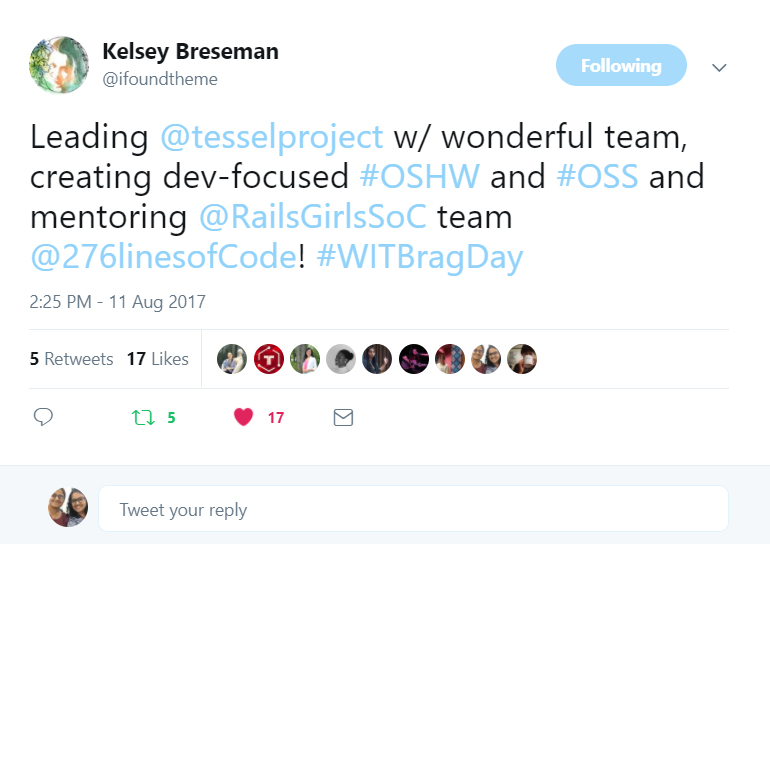 Kelsey Breseman
@ifoundtheme
Following
Leading @tesselproject w/ wonderful team,
creating dev-focused #OSHW and #OSS and
mentoring @RailsGirlsSoC team
@276linesofCode! #WITBragDay
2:25 PM - 11 Aug 2017
5 Retweets 17 Likes
T
5 17
Tweet your reply